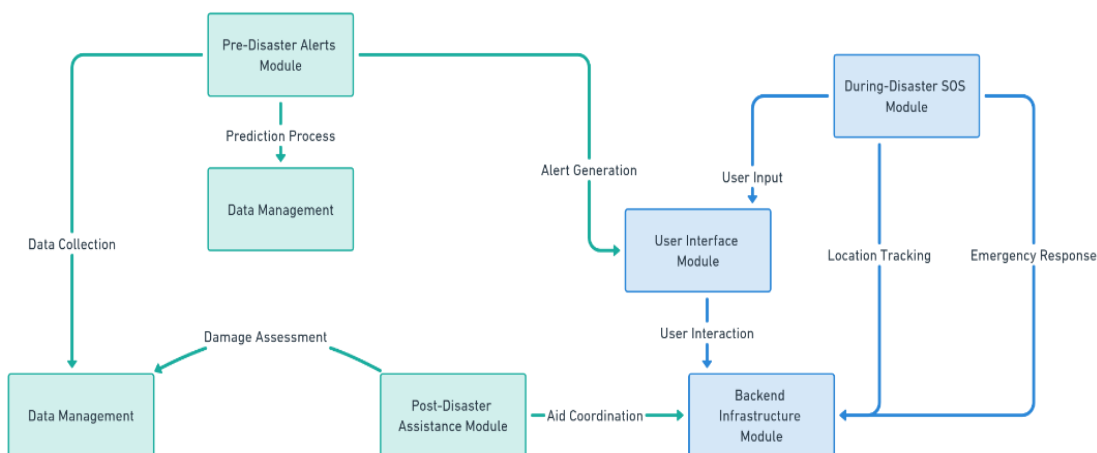 Pre-Disaster Alerts
Module
During-Disaster SOS
Module
Prediction Process
Alert Generation
User Input
Data Management
User Interface
Module
Data Collection
Location Tracking
Emergency Response
Damage Assessment
User Interaction
Data Management
Post-Disaster
Assistance Module
Aid Coordination
Backend
Infrastructure
Module